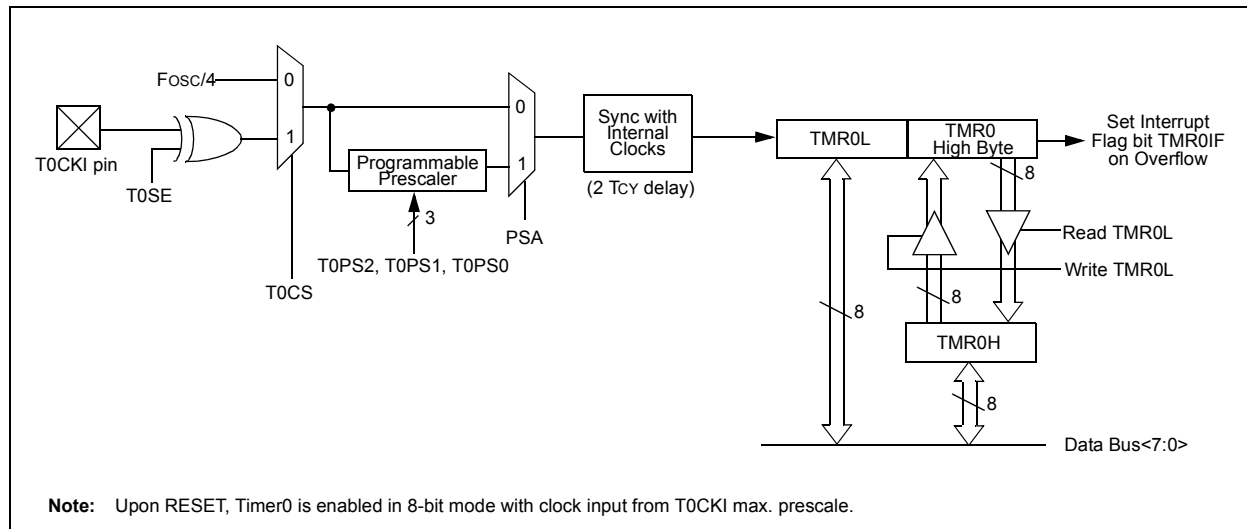 FOSC/4
0
1
T0CKI pin
T0SE
T0CS
Programmable
Prescaler
3
T0PS2, T0PS1, T0PS0
0
1
PSA
Sync with
Internal
Clocks
(2 TCY delay)
TMR0L
TMR0
High Byte
Set Interrupt
Flag bit TMR0IF
on Overflow
8
Read TMR0L
Write TMR0L
8
8
TMR0H
8
Data Bus<7:0>
Note: Upon RESET, Timer0 is enabled in 8-bit mode with clock input from T0CKI max. prescale.